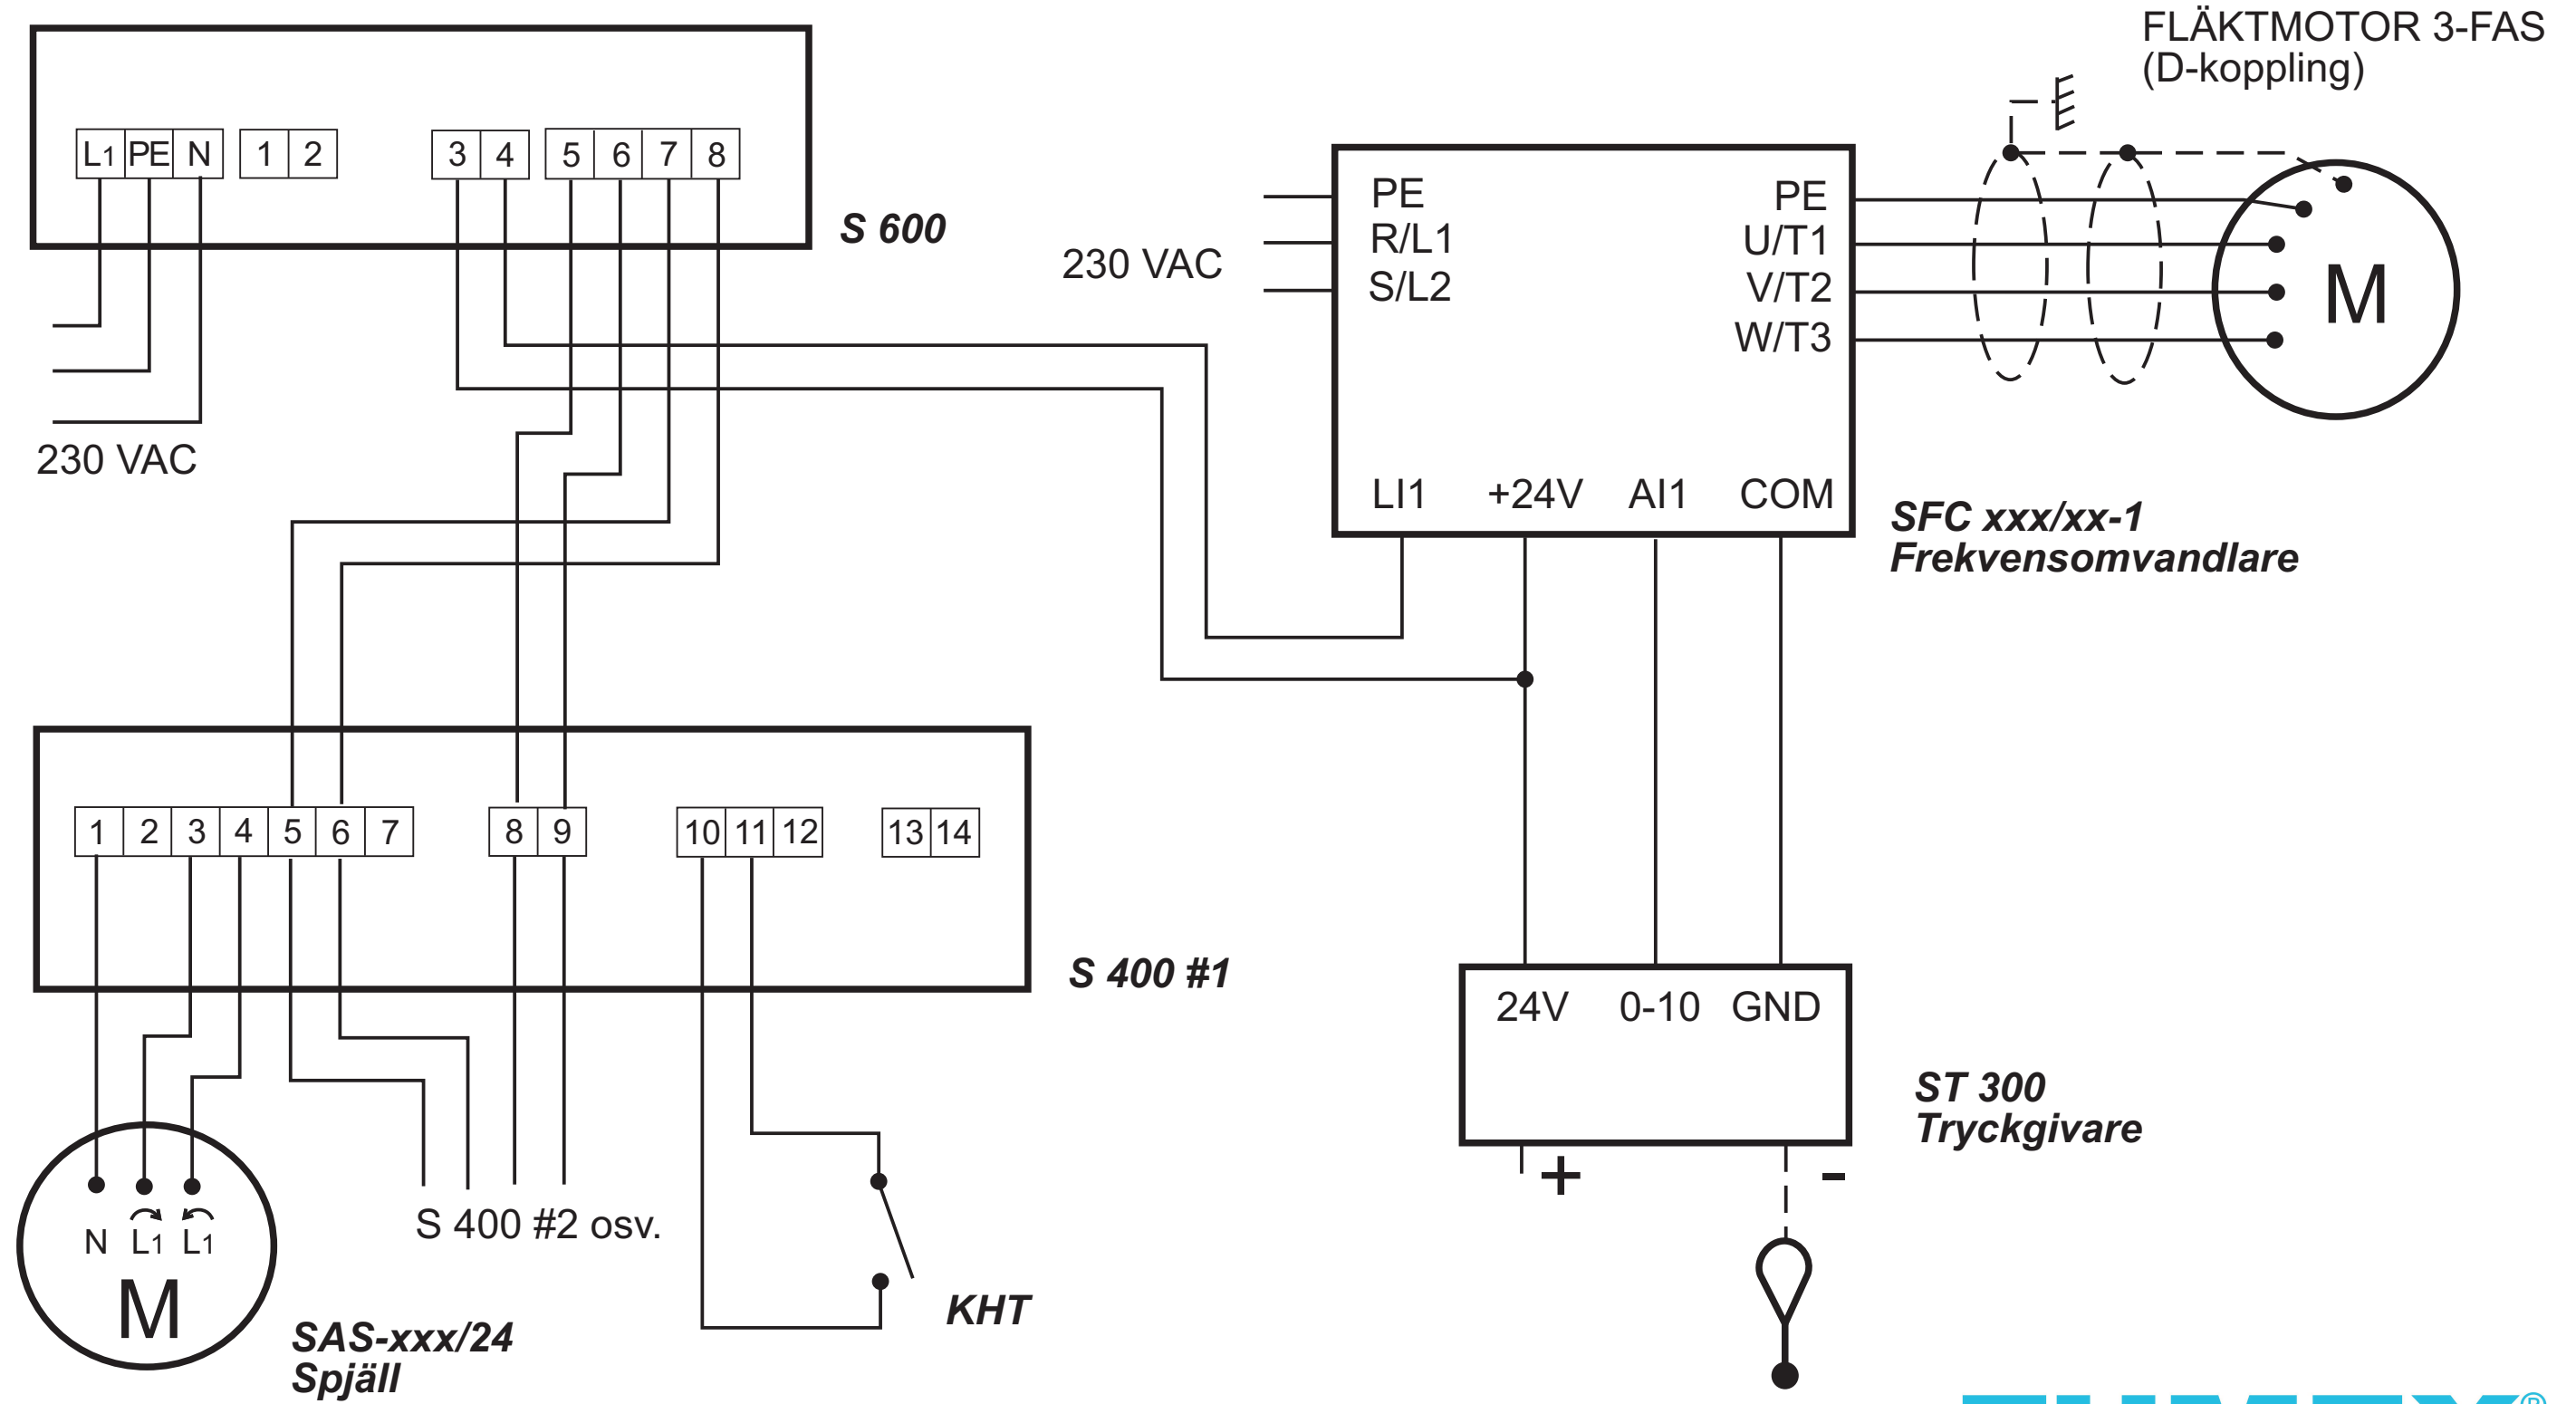 FLÄKTMOTOR 3-FAS
(D-koppling)
L1 PE N 1 2 3 4 5 6 7 8
S 600
230 VAC
PE
R/L1
S/L2
230 VAC
PE
U/T1
V/T2
W/T3
M
LI1 +24V AI1 COM
SFC xxx/xx-1
Frekvensomvandlare
1 2 3 4 5 6 7 8 9 10 11 12 13 14
S 400 #1
24V 0-10 GND
ST 300
Tryckgivare
+ -
N L1 L1
M
S 400 #2 osv.
KHT
SAS-xxx/24
Spjäll
®